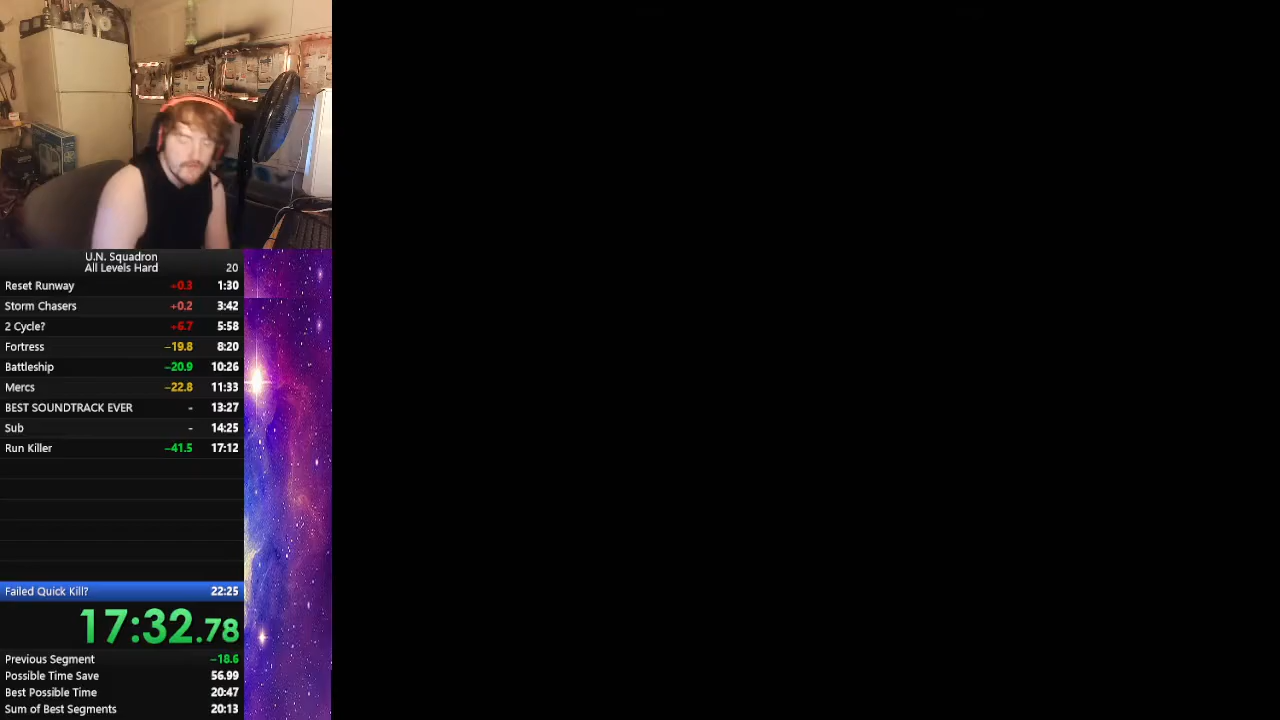 U.N. Squadron
All Levels Hard 20
Reset Runway +0.3 1:30
Storm Chasers +0.2 3:42
2 Cycle? +6.7 5:58
Fortress −19.8 8:20
Battleship −20.9 10:26
Mercs −22.8 11:33
BEST SOUNDTRACK EVER - 13:27
Sub - 14:25
Run Killer −41.5 17:12
Failed Quick Kill? 22:25
17:32.78
Previous Segment −18.6
Possible Time Save 56.99
Best Possible Time 20:47
Sum of Best Segments 20:13